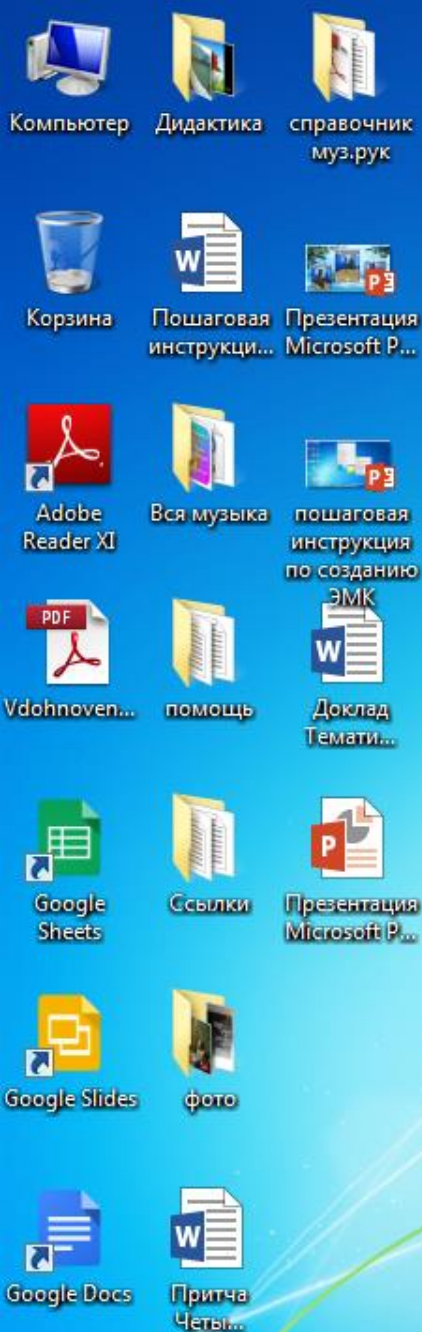 Компьютер
Дидактика
справочник
муз.рук
Корзина
Пошаговая
инструкци...
Презентация
Microsoft P...
Adobe
Reader XI
Вся музыка
пошаговая
инструкция
по созданию
ЭМК
PDF
Vdohnoven...
помощь
Доклад
Темати...
Google
Sheets
Ссылки
Презентация
Microsoft P...
Google Slides
фото
Google Docs
Притча
Четы...